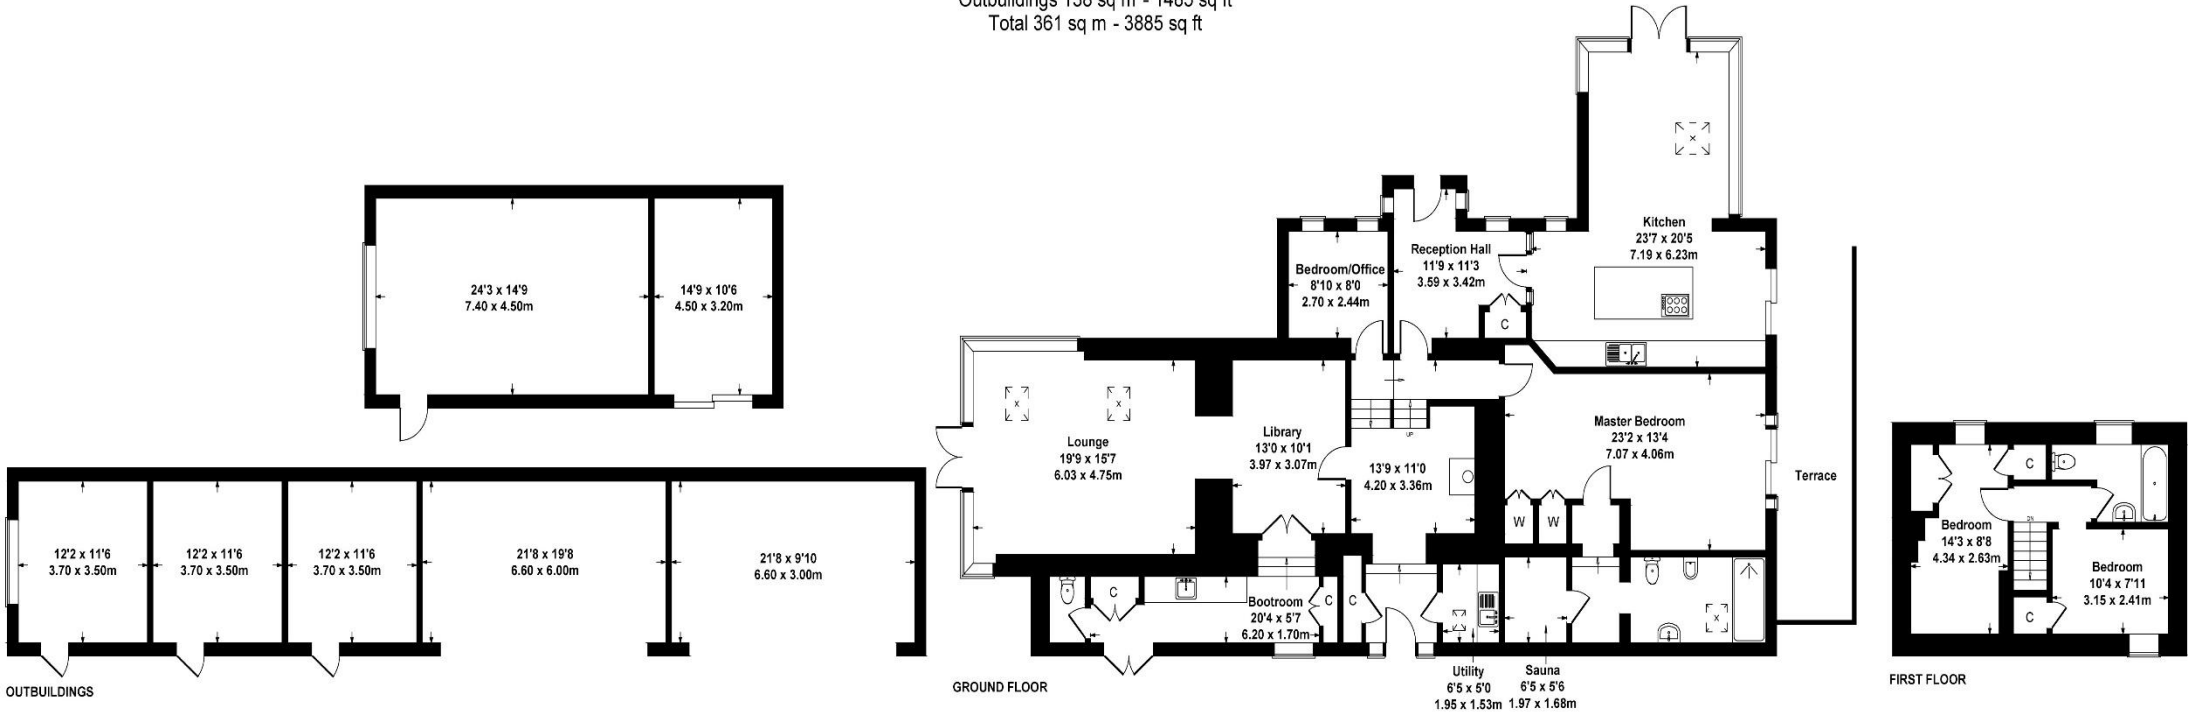 Outbuildings 138 sq m - 1485 sq ft
Total 361 sq m - 3885 sq ft
24'3 x 14'9
7.40 x 4.50m
14'9 x 10'6
4.50 x 3.20m
12'2 x 11'6
3.70 x 3.50m
12'2 x 11'6
3.70 x 3.50m
12'2 x 11'6
3.70 x 3.50m
21'8 x 19'8
6.60 x 6.00m
21'8 x 9'10
6.60 x 3.00m
OUTBUILDINGS
Kitchen
23'7 x 20'5
7.19 x 6.23m
Reception Hall
11'9 x 11'3
3.59 x 3.42m
Bedroom/Office
8'10 x 8'0
2.70 x 2.44m
C
Lounge
19'9 x 15'7
6.03 x 4.75m
Library
13'0 x 10'1
3.97 x 3.07m
UP
13'9 x 11'0
4.20 x 3.36m
Master Bedroom
23'2 x 13'4
7.07 x 4.06m
W
W
Terrace
C
Bootroom
20'4 x 5'7
6.20 x 1.70m
C
C
Utility
6'5 x 5'0
1.95 x 1.53m
Sauna
6'5 x 5'6
1.97 x 1.68m
GROUND FLOOR
C
Bedroom
14'3 x 8'8
4.34 x 2.63m
DN
Bedroom
10'4 x 7'11
3.15 x 2.41m
C
FIRST FLOOR